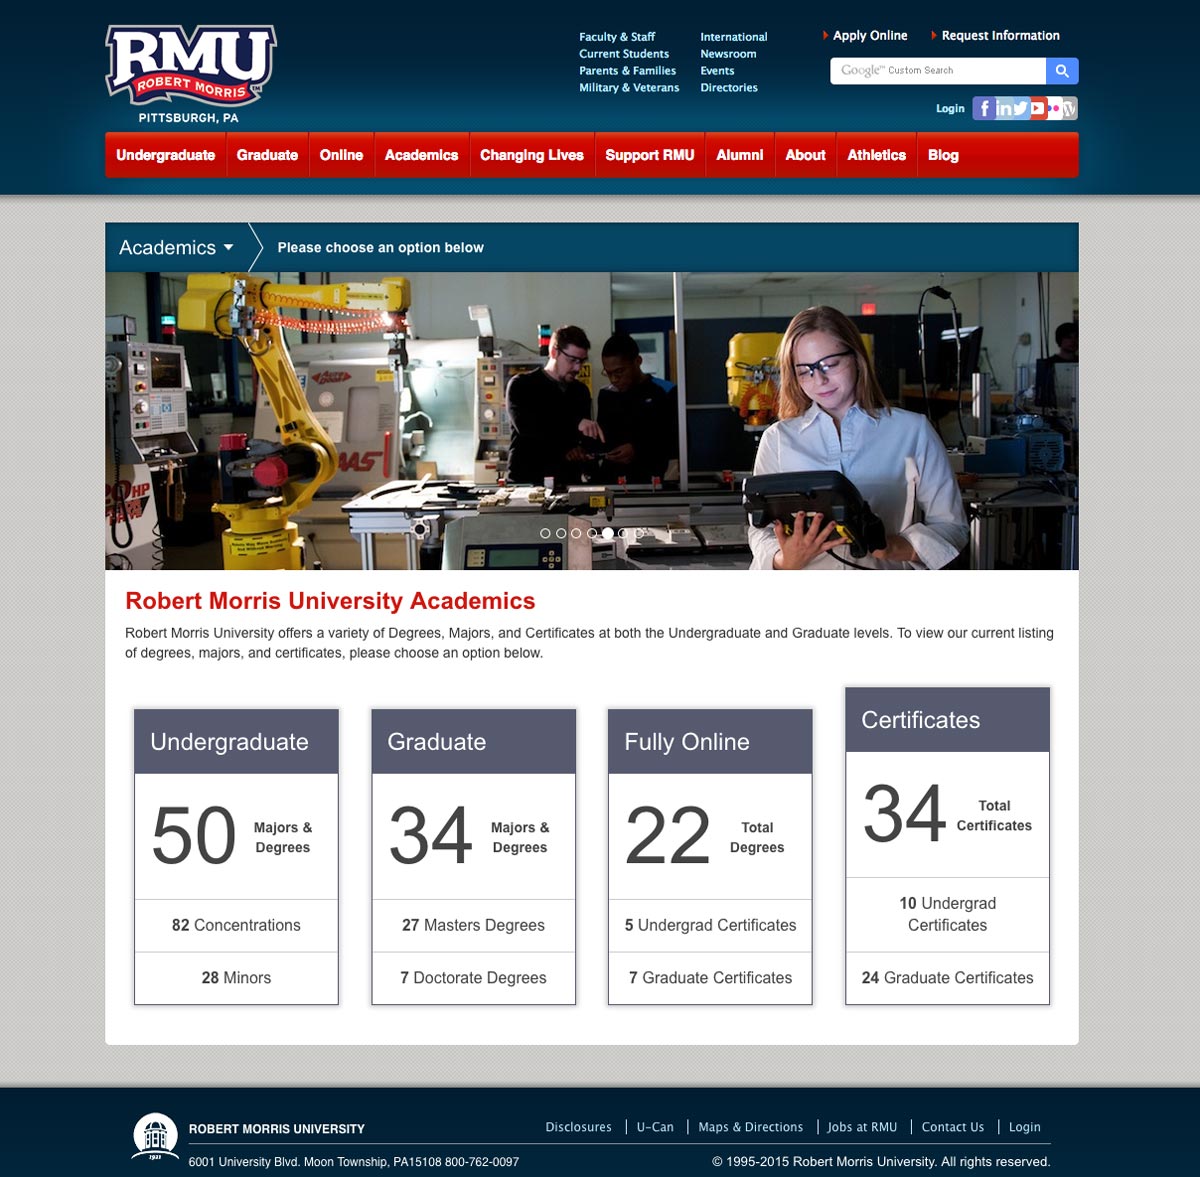 RMU
ROBERT MORRIS
PITTSBURGH, PA
Faculty & Staff
Current Students
Parents & Families
Military & Veterans
International
Newsroom
Events
Directories
Apply Online
Request Information
Google™ Custom Search
Login
Undergraduate Graduate Online Academics Changing Lives Support RMU Alumni About Athletics Blog
Academics Please choose an option below
HAAS
HP
Robert Morris University Academics
Robert Morris University offers a variety of Degrees, Majors, and Certificates at both the Undergraduate and Graduate levels. To view our current listing
of degrees, majors, and certificates, please choose an option below.
Undergraduate
50 Majors &
Degrees
82 Concentrations
28 Minors
Graduate
34 Majors &
Degrees
27 Masters Degrees
7 Doctorate Degrees
Fully Online
22 Total
Degrees
5 Undergrad Certificates
7 Graduate Certificates
Certificates
34 Total
Certificates
10 Undergrad
Certificates
24 Graduate Certificates
1921
ROBERT MORRIS UNIVERSITY
6001 University Blvd. Moon Township, PA15108 800-762-0097
Disclosures U-Can Maps & Directions Jobs at RMU Contact Us Login
© 1995-2015 Robert Morris University. All rights reserved.